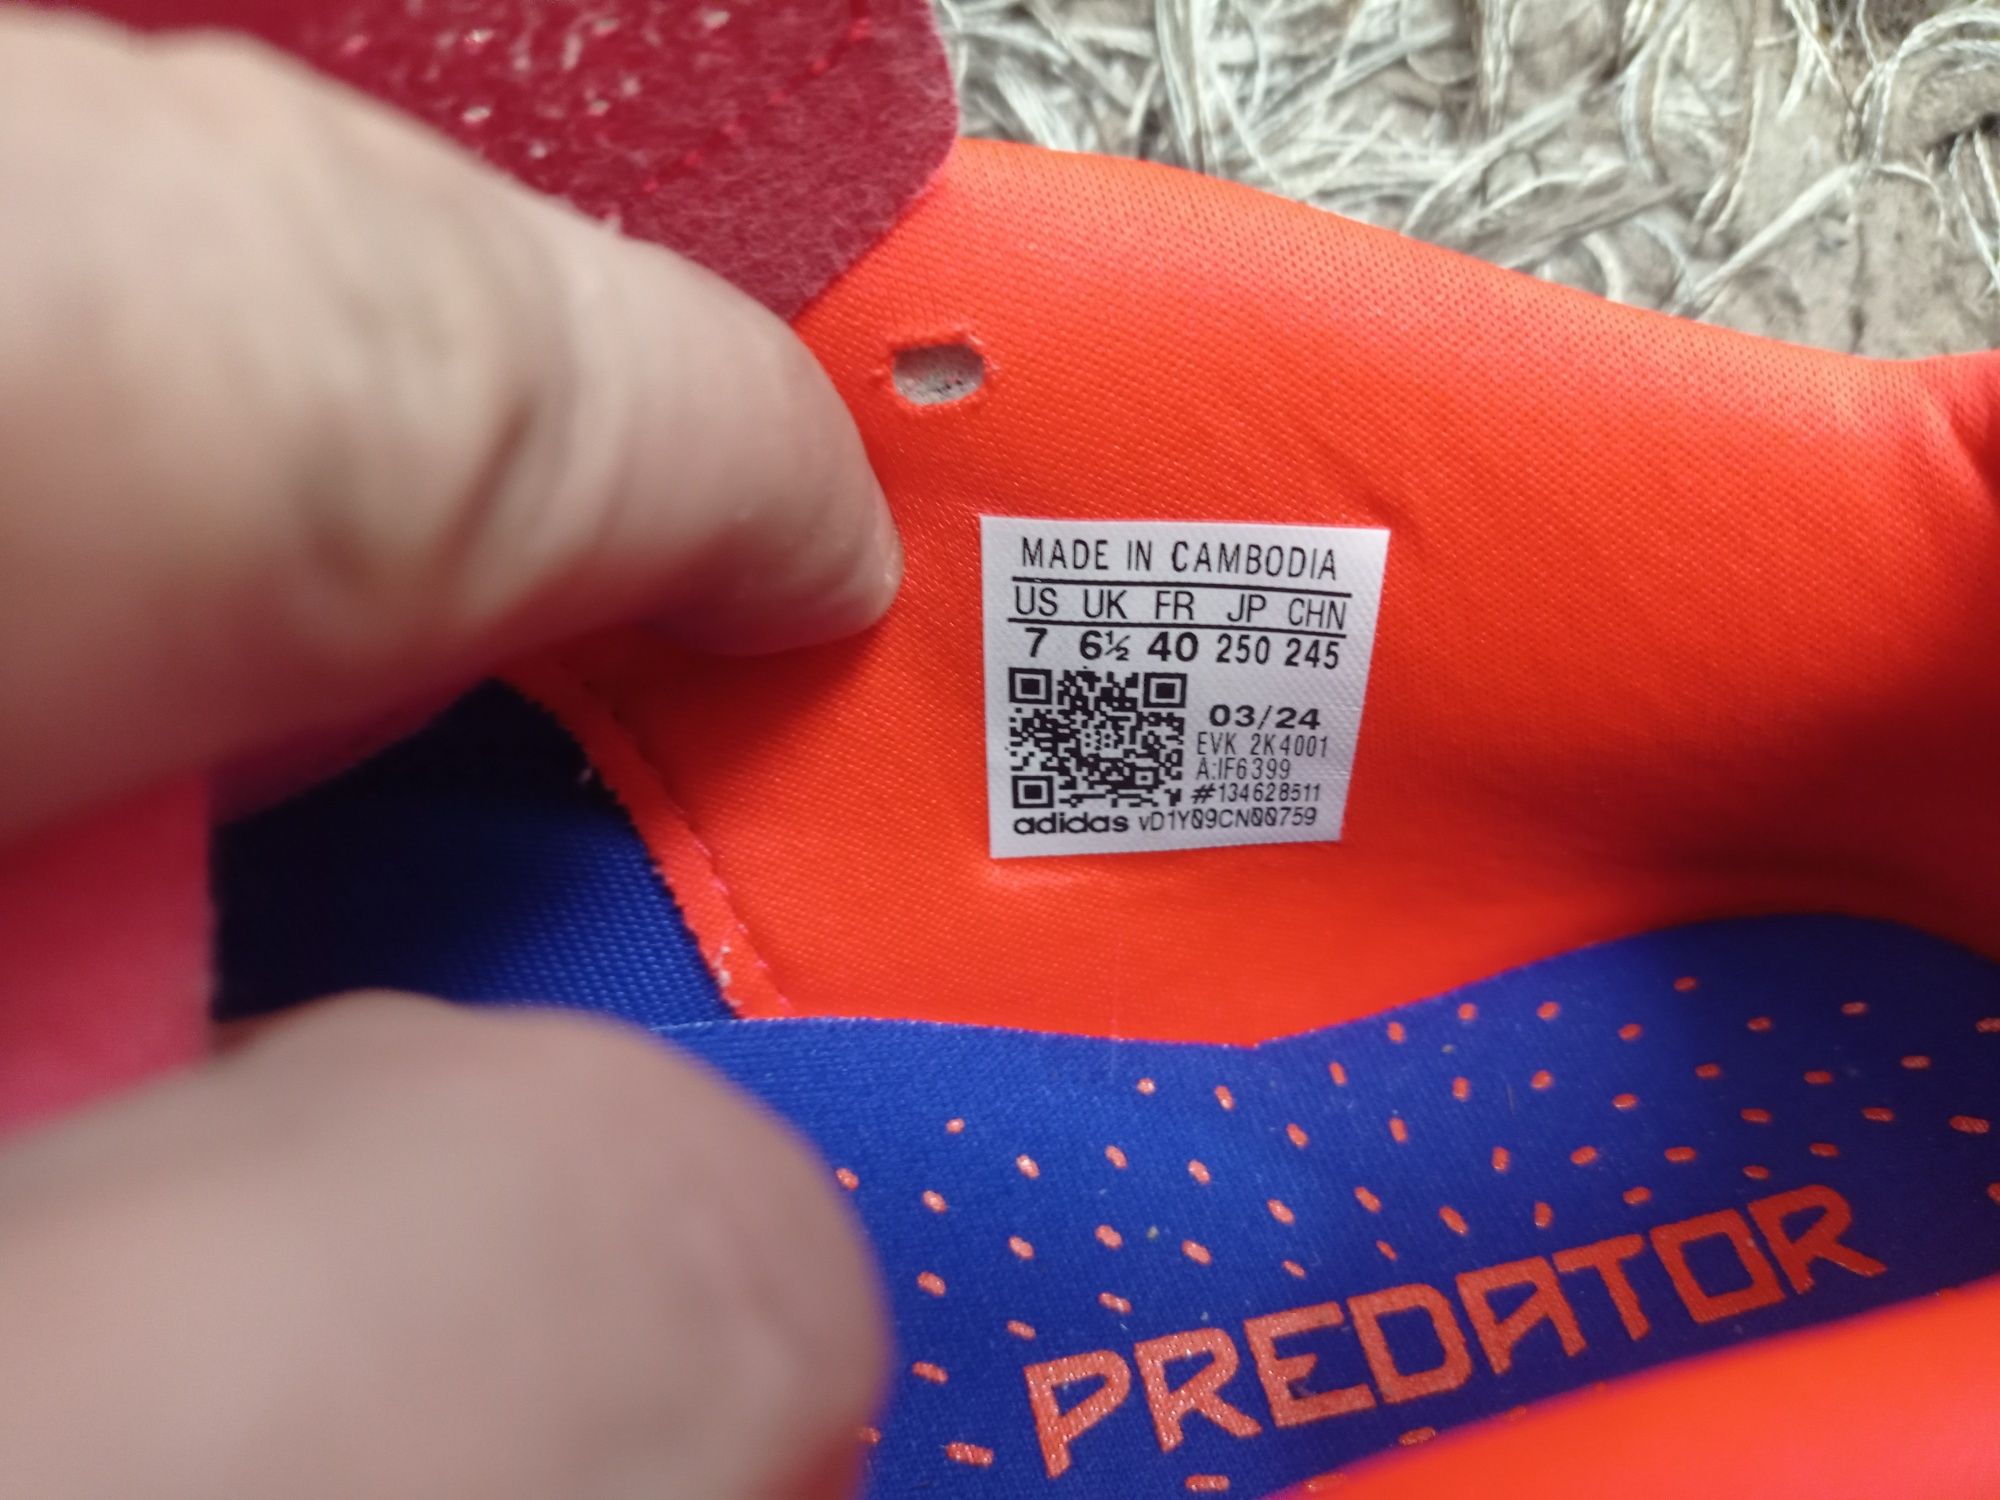 MADE IN CAMBODIA
US UK FR JP CHN
7 6½ 40 250 245
03/24
EVK 2K4001
A:IF6399
#134628511
adidas vD1Y09CN00759
PREDATOR